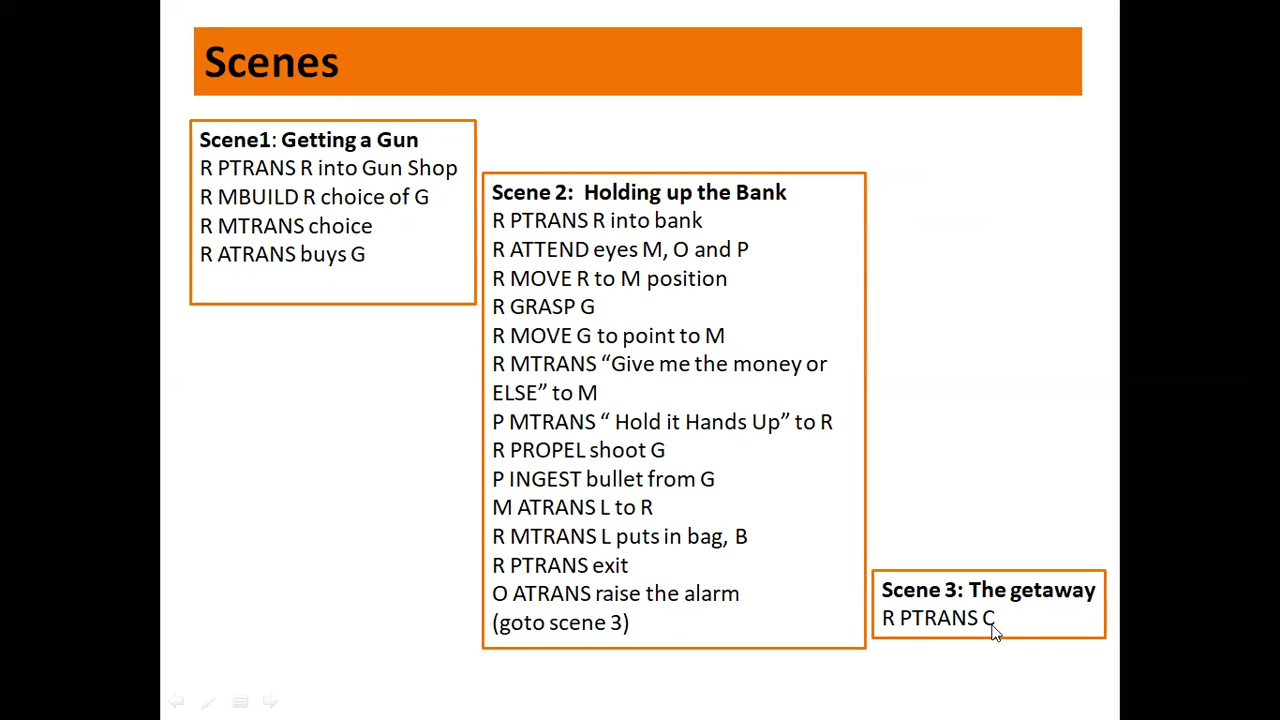 Scenes
Scene1: Getting a Gun
R PTRANS R into Gun Shop
R MBUILD R choice of G
R MTRANS choice
R ATRANS buys G
Scene 2:  Holding up the Bank
R PTRANS R into bank
R ATTEND eyes M, O and P
R MOVE R to M position
R GRASP G
R MOVE G to point to M
R MTRANS “Give me the money or
ELSE” to M
P MTRANS “ Hold it Hands Up” to R
R PROPEL shoot G
P INGEST bullet from G
M ATRANS L to R
R MTRANS L puts in bag, B
R PTRANS exit
O ATRANS raise the alarm
(goto scene 3)
Scene 3: The getaway
R PTRANS C